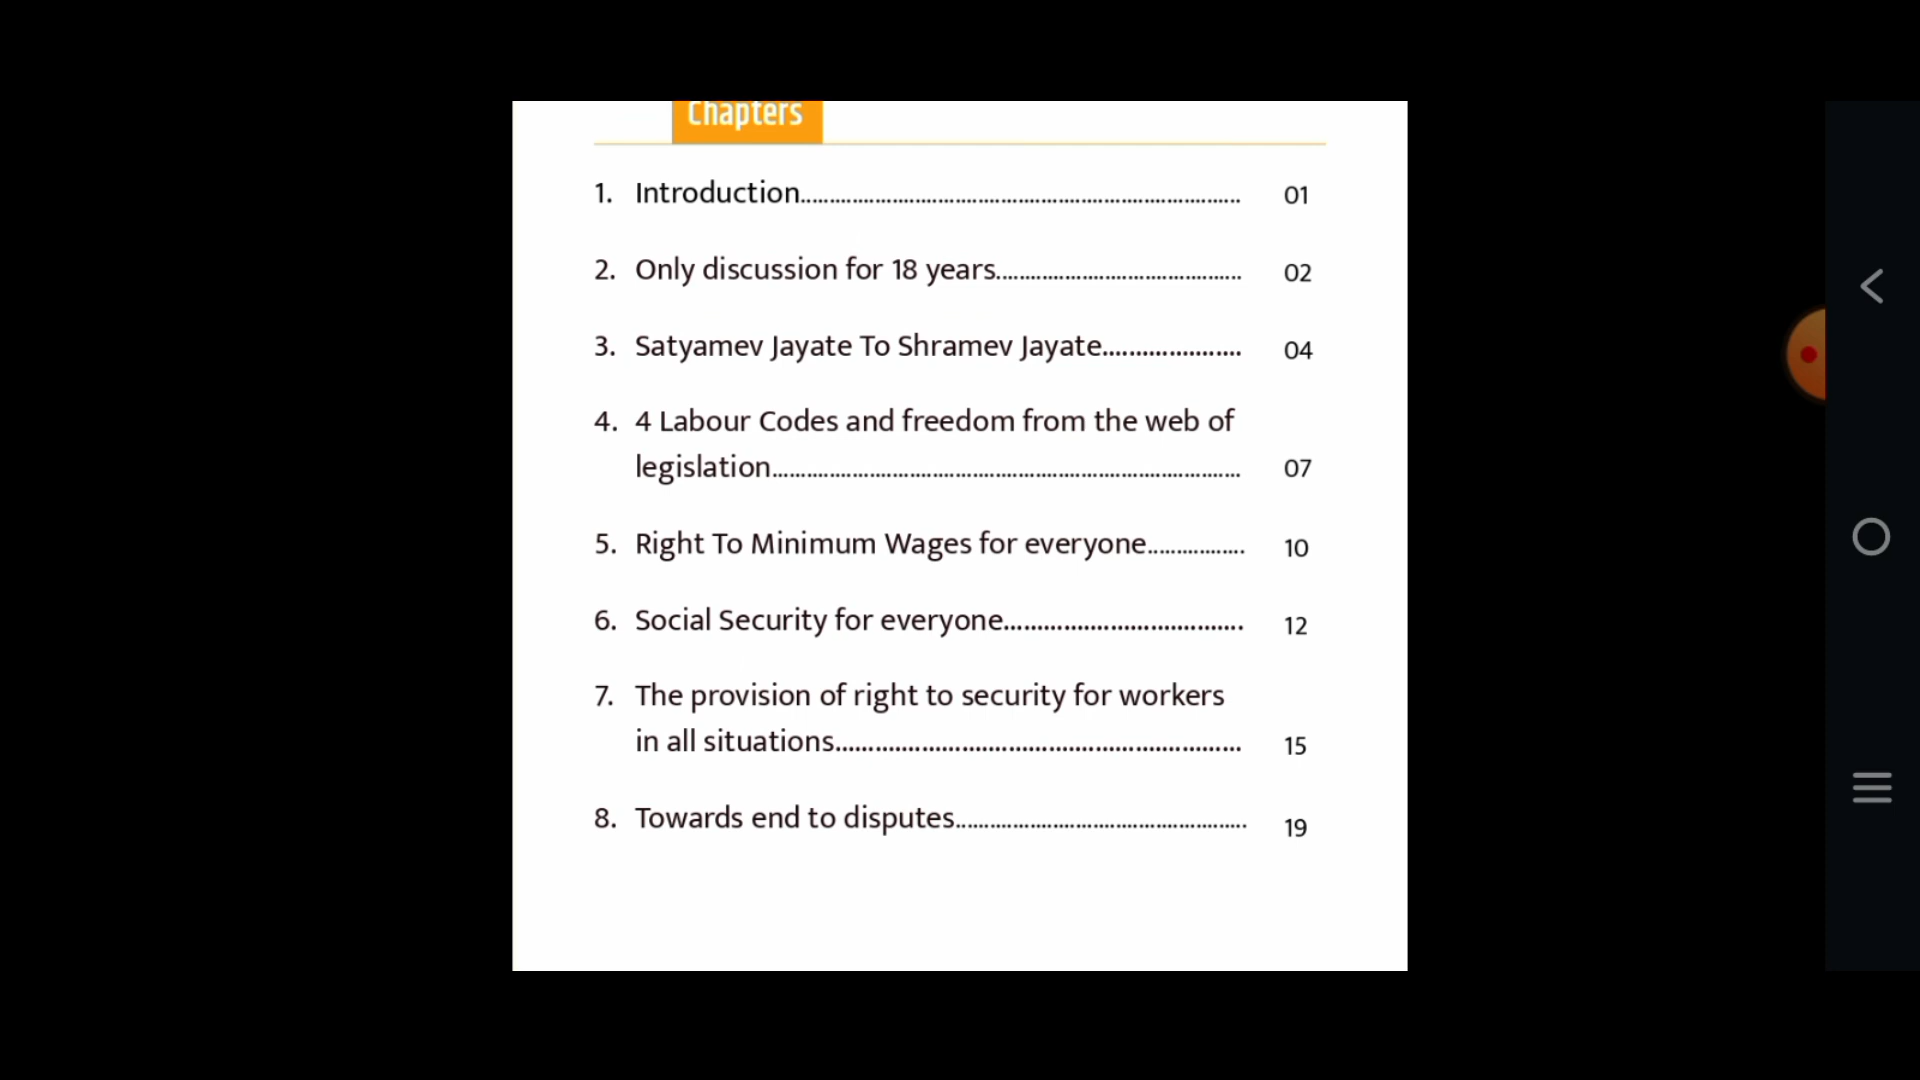 Chapters
1. Introduction........................................................................... 01
2. Only discussion for 18 years.......................................... 02
3. Satyamev Jayate To Shramev Jayate..................... 04
4. 4 Labour Codes and freedom from the web of
legislation................................................................................ 07
5. Right To Minimum Wages for everyone................. 10
6. Social Security for everyone.................................... 12
7. The provision of right to security for workers
in all situations............................................................. 15
8. Towards end to disputes.................................................. 19